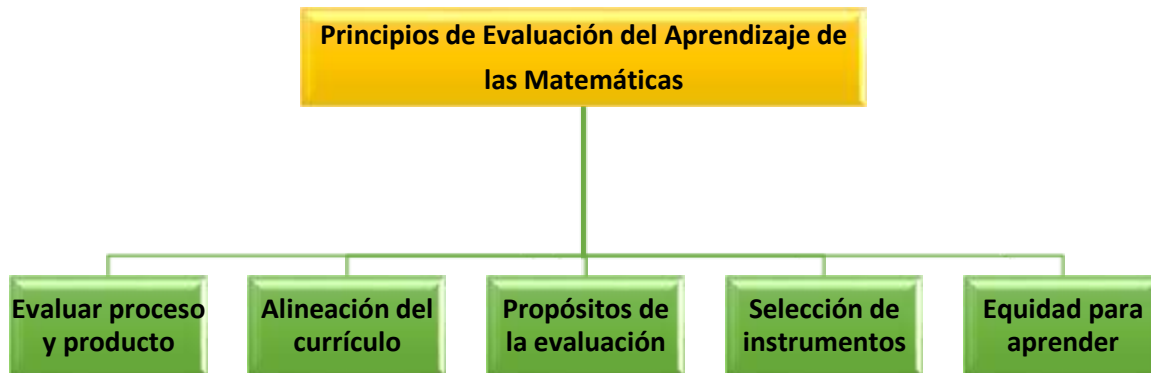 Principios de Evaluación del Aprendizaje de
las Matemáticas
Evaluar proceso
y producto
Alineación del
currículo
Propósitos de
la evaluación
Selección de
instrumentos
Equidad para
aprender